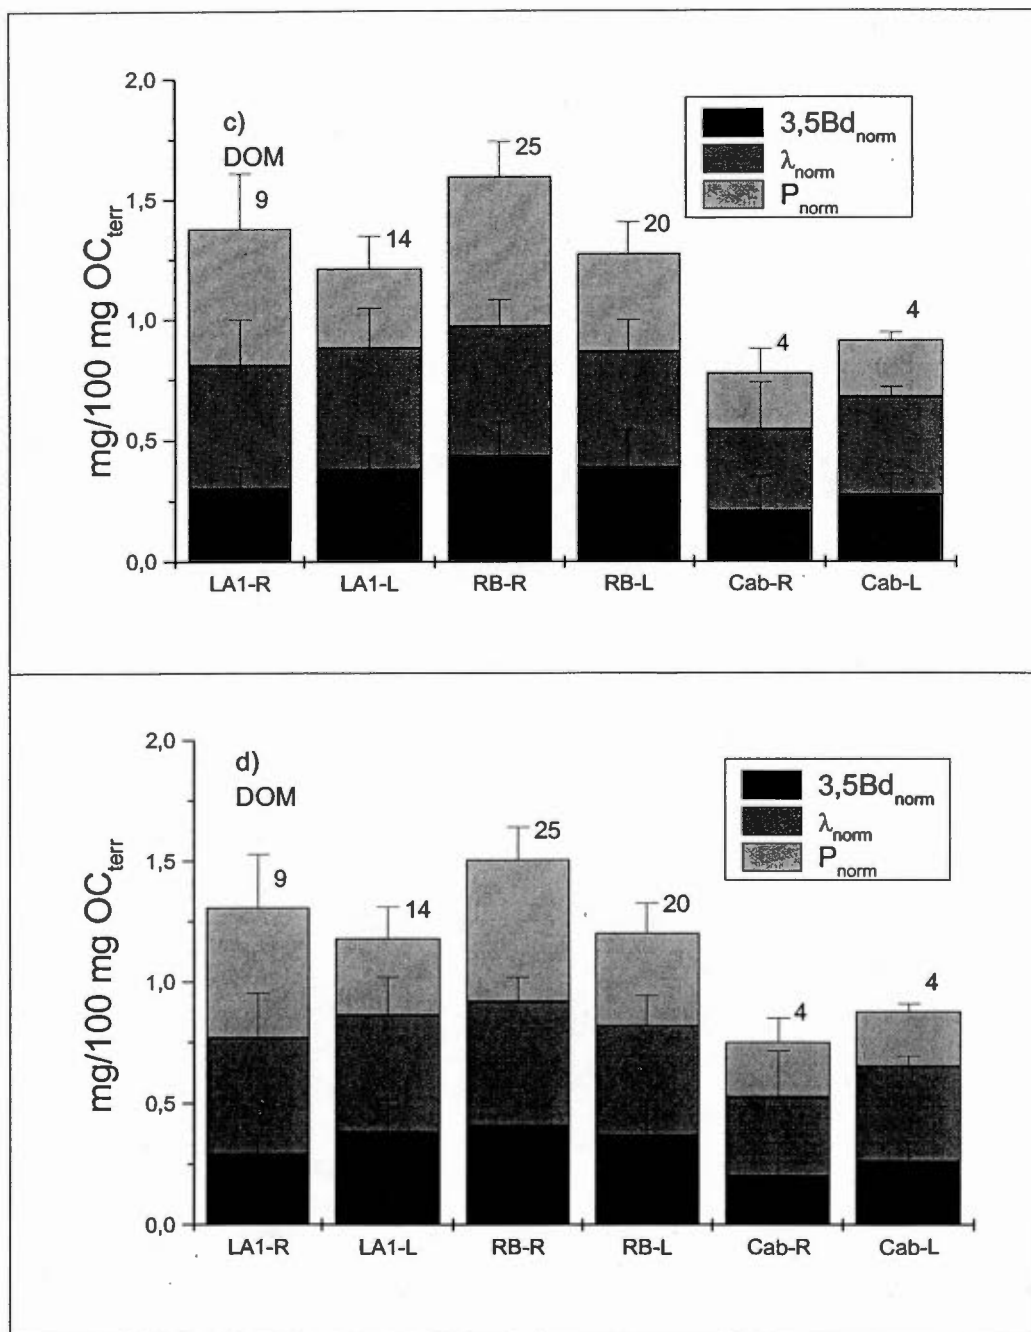 2,0
1,5
1,0
0,5
0,0
mg/100 mg OC_terr
c)
DOM
9
14
25
20
4
4
3,5Bd_norm
λ_norm
P_norm
LA1-R LA1-L RB-R RB-L Cab-R Cab-L
2,0
1,5
1,0
0,5
0,0
mg/100 mg OC_terr
d)
DOM
9
14
25
20
4
4
3,5Bd_norm
λ_norm
P_norm
LA1-R LA1-L RB-R RB-L Cab-R Cab-L